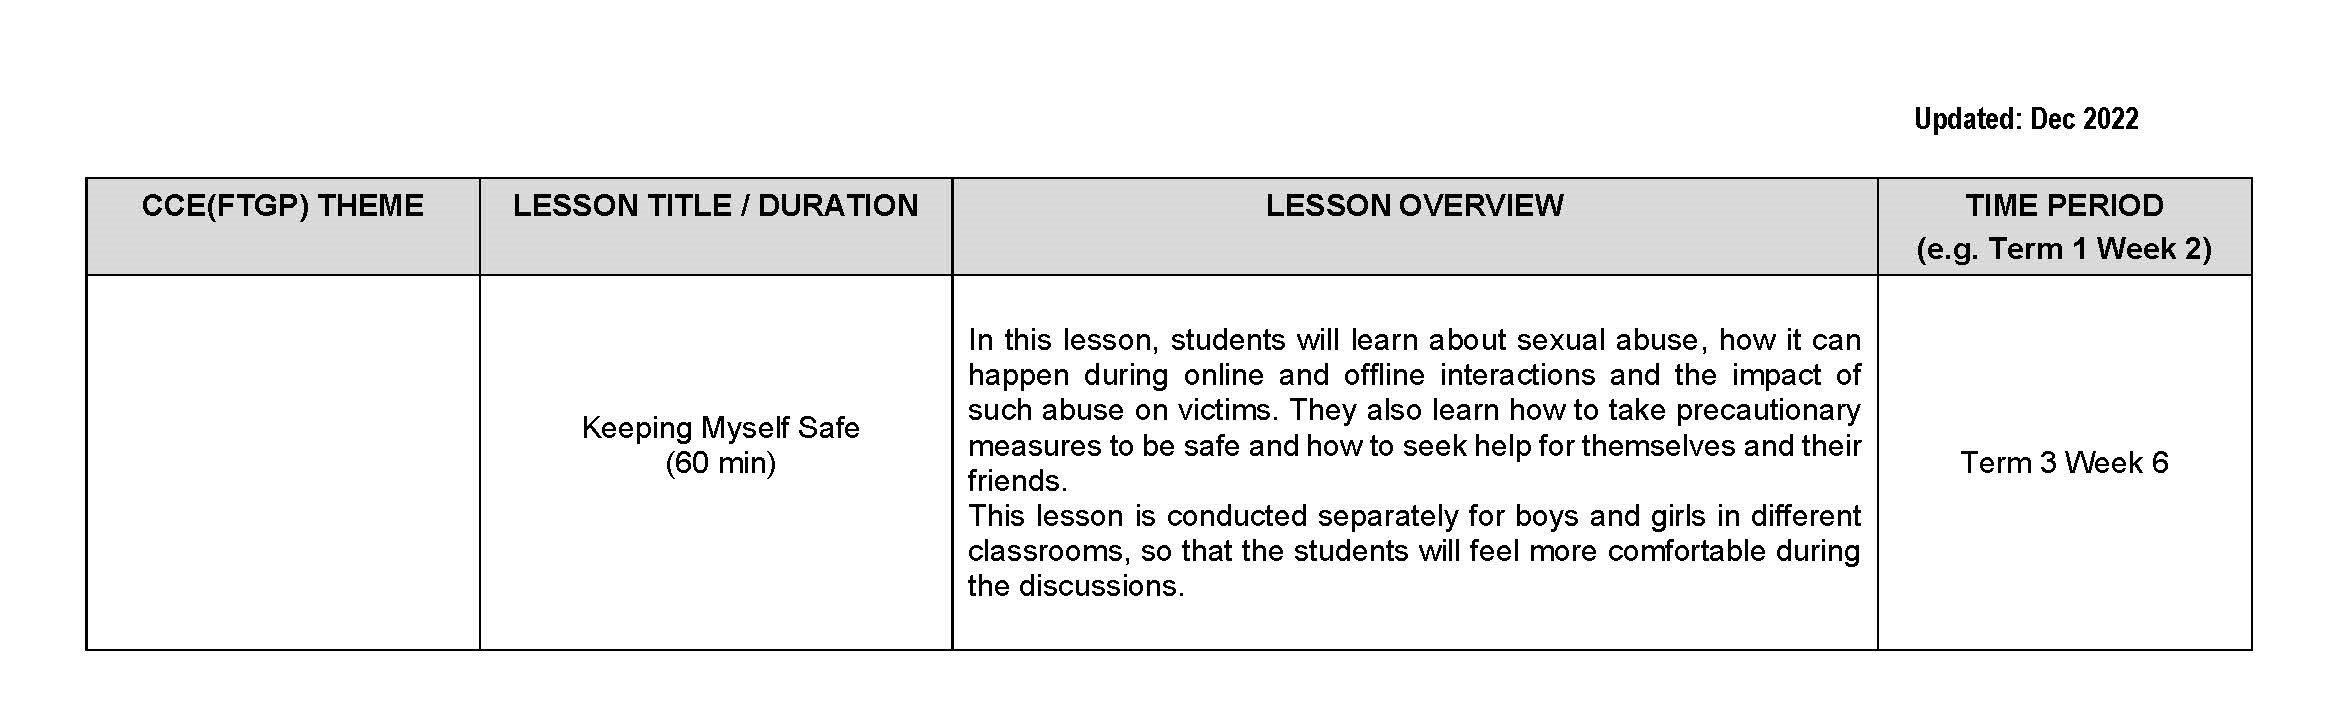 Updated: Dec 2022
CCE(FTGP) THEME
LESSON TITLE / DURATION
LESSON OVERVIEW
TIME PERIOD
(e.g. Term 1 Week 2)
Keeping Myself Safe
(60 min)
In this lesson, students will learn about sexual abuse, how it can
happen during online and offline interactions and the impact of
such abuse on victims. They also learn how to take precautionary
measures to be safe and how to seek help for themselves and their
friends.
This lesson is conducted separately for boys and girls in different
classrooms, so that the students will feel more comfortable during
the discussions.
Term 3 Week 6